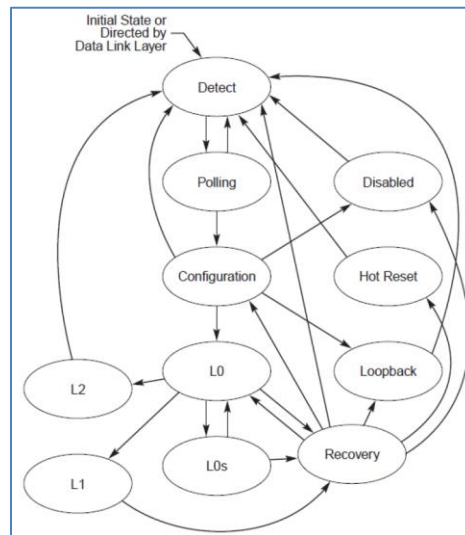 Initial State or
Directed by
Data Link Layer
Detect
Polling
Disabled
Configuration
Hot Reset
L0
Loopback
L2
L0s
Recovery
L1